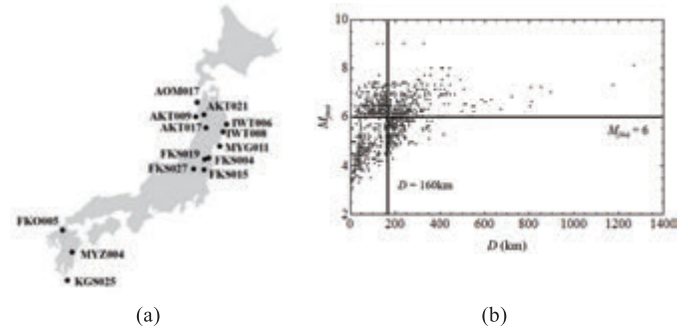 AOM017
AKT021
AKT009
IWT006
AKT017
IWT008
MYG011
FKS019
FKS004
FKS027
FKS015
FKO005
MYZ004
KGS025
(a)
10
8
6
4
2
0
200
400
600
800
1000
1200
1400
D = 160km
D (km)
(b)